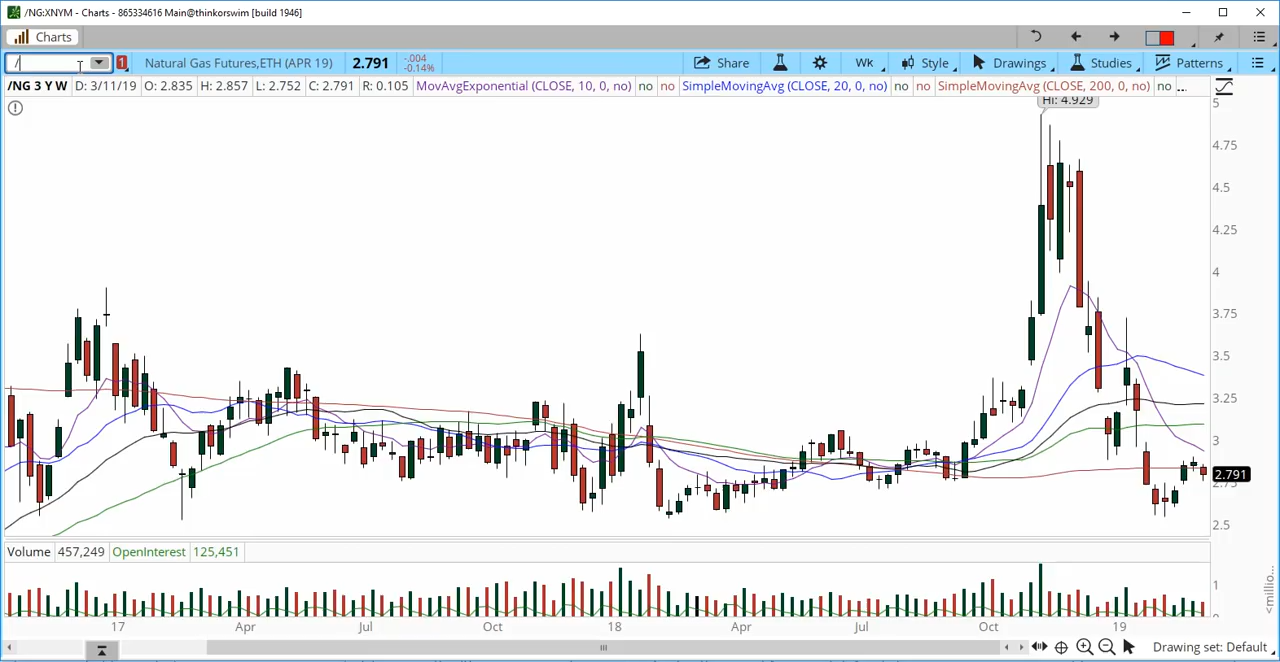 /NG:XNYM - Charts - 865334616 Main@thinkorswim [build 1946]
Charts
/ 1 Natural Gas Futures,ETH (APR 19) 2.791 -.004 -0.14% Share Wk Style Drawings Studies Patterns
/NG 3 Y W D: 3/11/19 O: 2.835 H: 2.857 L: 2.752 C: 2.791 R: 0.105 MovAvgExponential (CLOSE, 10, 0, no) no no SimpleMovingAvg (CLOSE, 20, 0, no) no no SimpleMovingAvg (CLOSE, 200, 0, no) no ...
Hi: 4.929
5
4.75
4.5
4.25
4
3.75
3.5
3.25
3
2.791
2.75
2.5
Volume 457,249 OpenInterest 125,451
1
0
<millio...
17 Apr Jul Oct 18 Apr Jul Oct 19
Drawing set: Default